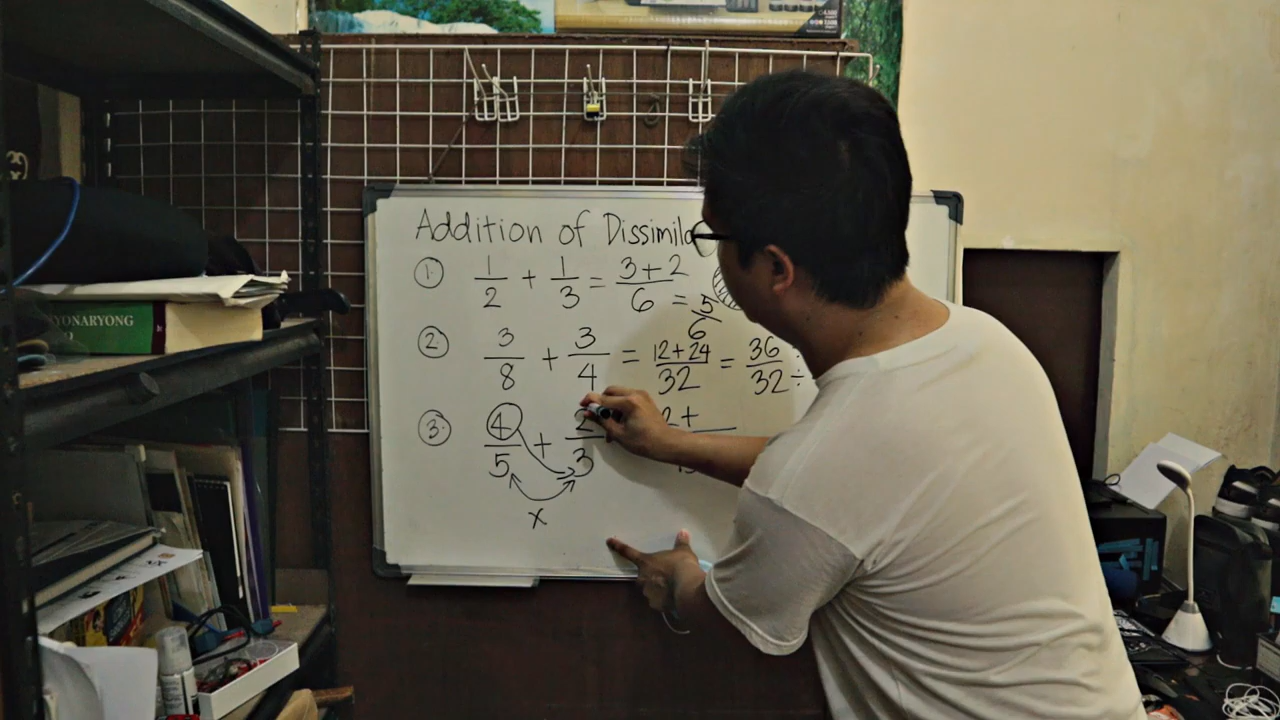 Addition of Dissimila
① 1/2 + 1/3 = 3+2/6 = 5/6
② 3/8 + 3/4 = 12+24/32 = 36/32 ÷
③ 4/5 + 2/3 2+
x
YONARYONG